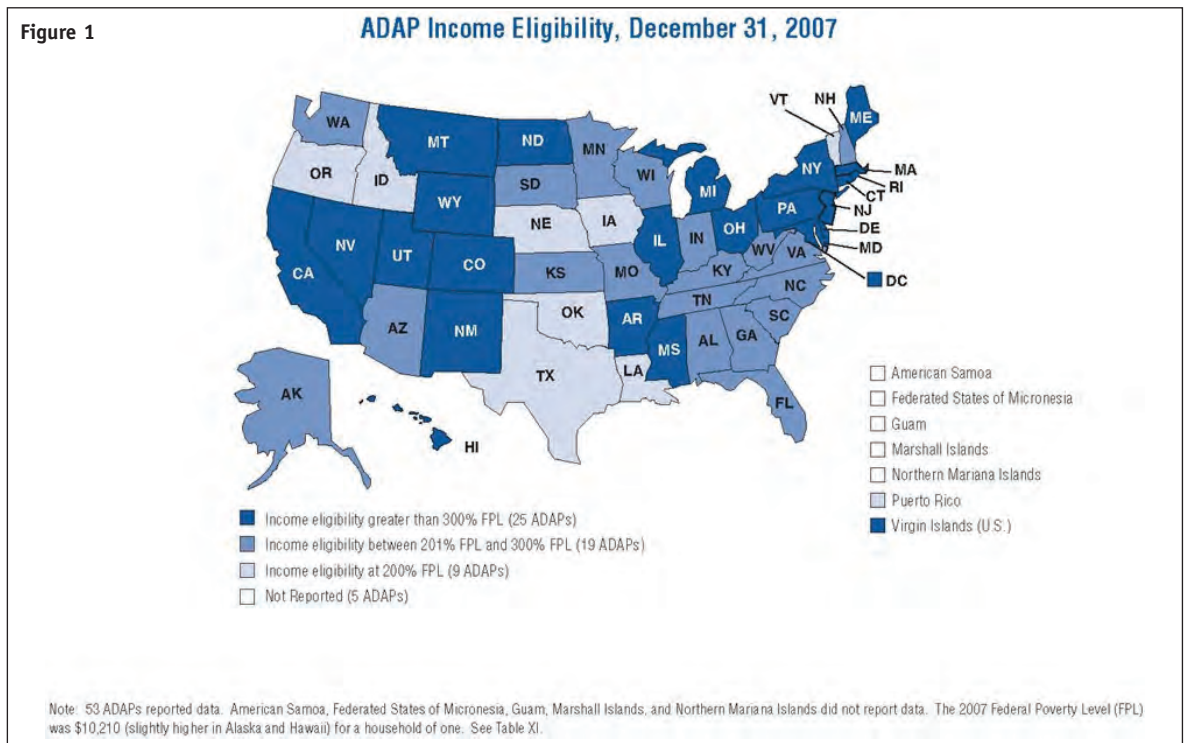 Figure 1
ADAP Income Eligibility, December 31, 2007
VT
NH
ME
WA
MT
ND
MN
OR
ID
SD
WI
NY
MA
RI
CT
MI
WY
PA
NJ
NE
IA
OH
DE
NV
IL
IN
MD
UT
WV
VA
CA
CO
KS
MO
KY
DC
NC
TN
AZ
NM
OK
AR
SC
MS
AL
GA
TX
LA
AK
FL
HI
American Samoa
Federated States of Micronesia
Guam
Marshall Islands
Northern Mariana Islands
Puerto Rico
Virgin Islands (U.S.)
Income eligibility greater than 300% FPL (25 ADAPs)
Income eligibility between 201% FPL and 300% FPL (19 ADAPs)
Income eligibility at 200% FPL (9 ADAPs)
Not Reported (5 ADAPs)
Note: 53 ADAPs reported data. American Samoa, Federated States of Micronesia, Guam, Marshall Islands, and Northern Mariana Islands did not report data. The 2007 Federal Poverty Level (FPL)
was $10,210 (slightly higher in Alaska and Hawaii) for a household of one. See Table XI.